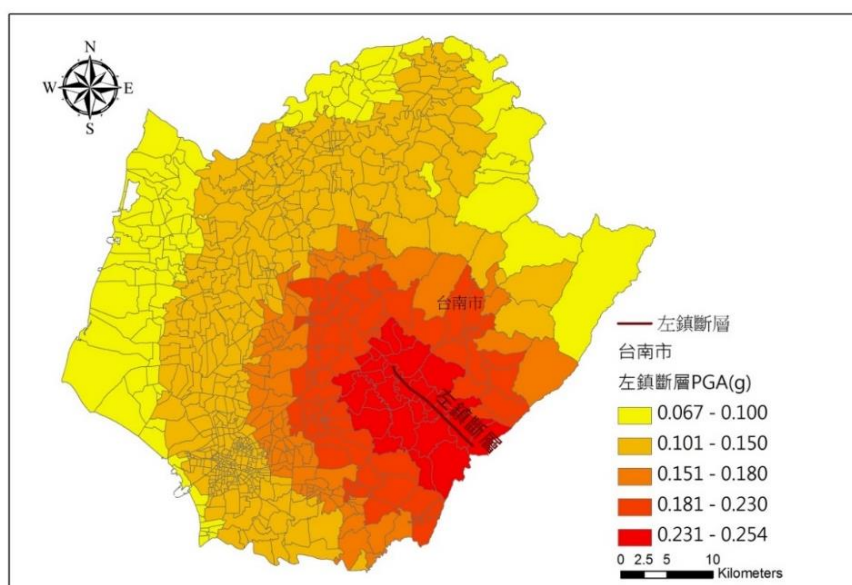 N
W E
S
台南市
左鎮斷層
左鎮斷層
台南市
左鎮斷層PGA(g)
0.067 - 0.100
0.101 - 0.150
0.151 - 0.180
0.181 - 0.230
0.231 - 0.254
0 2.5 5 10
Kilometers